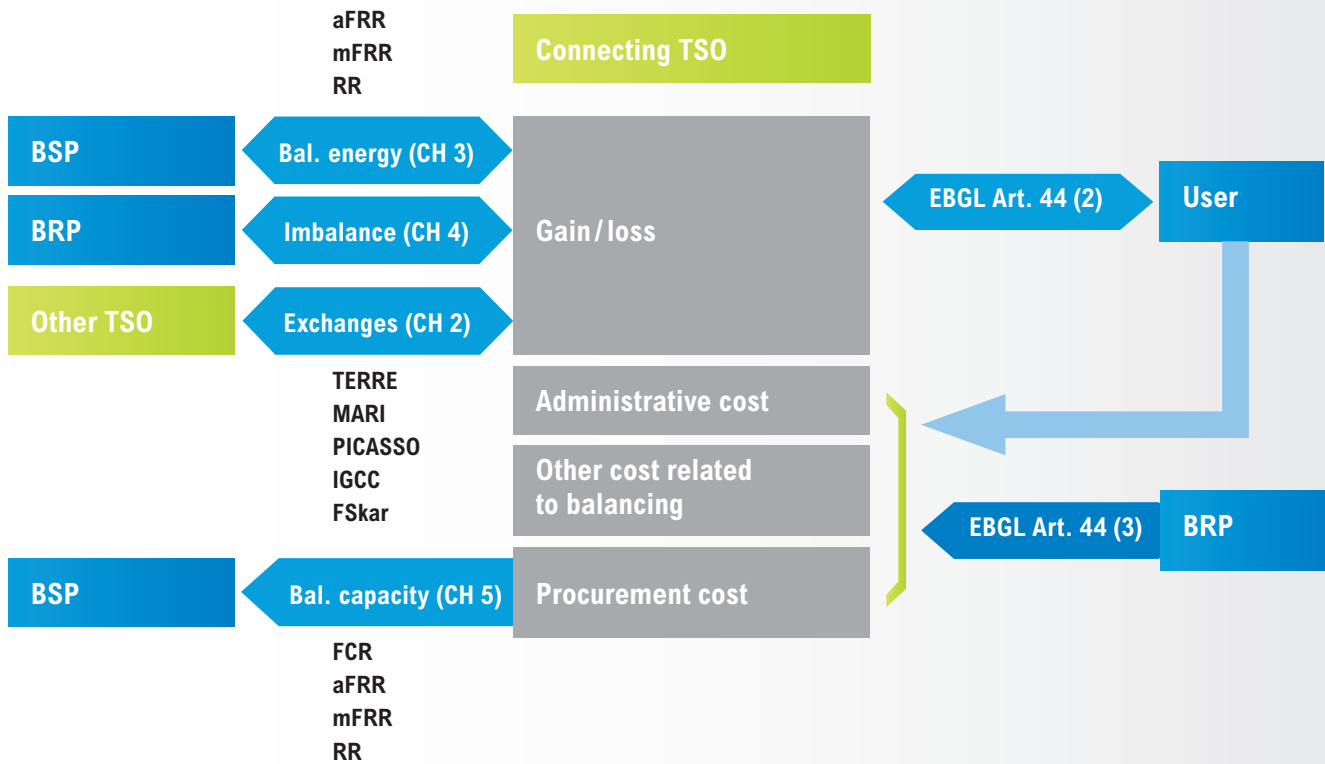 aFRR
mFRR
RR
Connecting TSO
BSP
Bal. energy (CH 3)
BRP
Imbalance (CH 4)
Gain / loss
EBGL Art. 44 (2)
User
Other TSO
Exchanges (CH 2)
TERRE
MARI
PICASSO
IGCC
FSkar
Administrative cost
Other cost related
to balancing
EBGL Art. 44 (3)
BRP
BSP
Bal. capacity (CH 5)
Procurement cost
FCR
aFRR
mFRR
RR